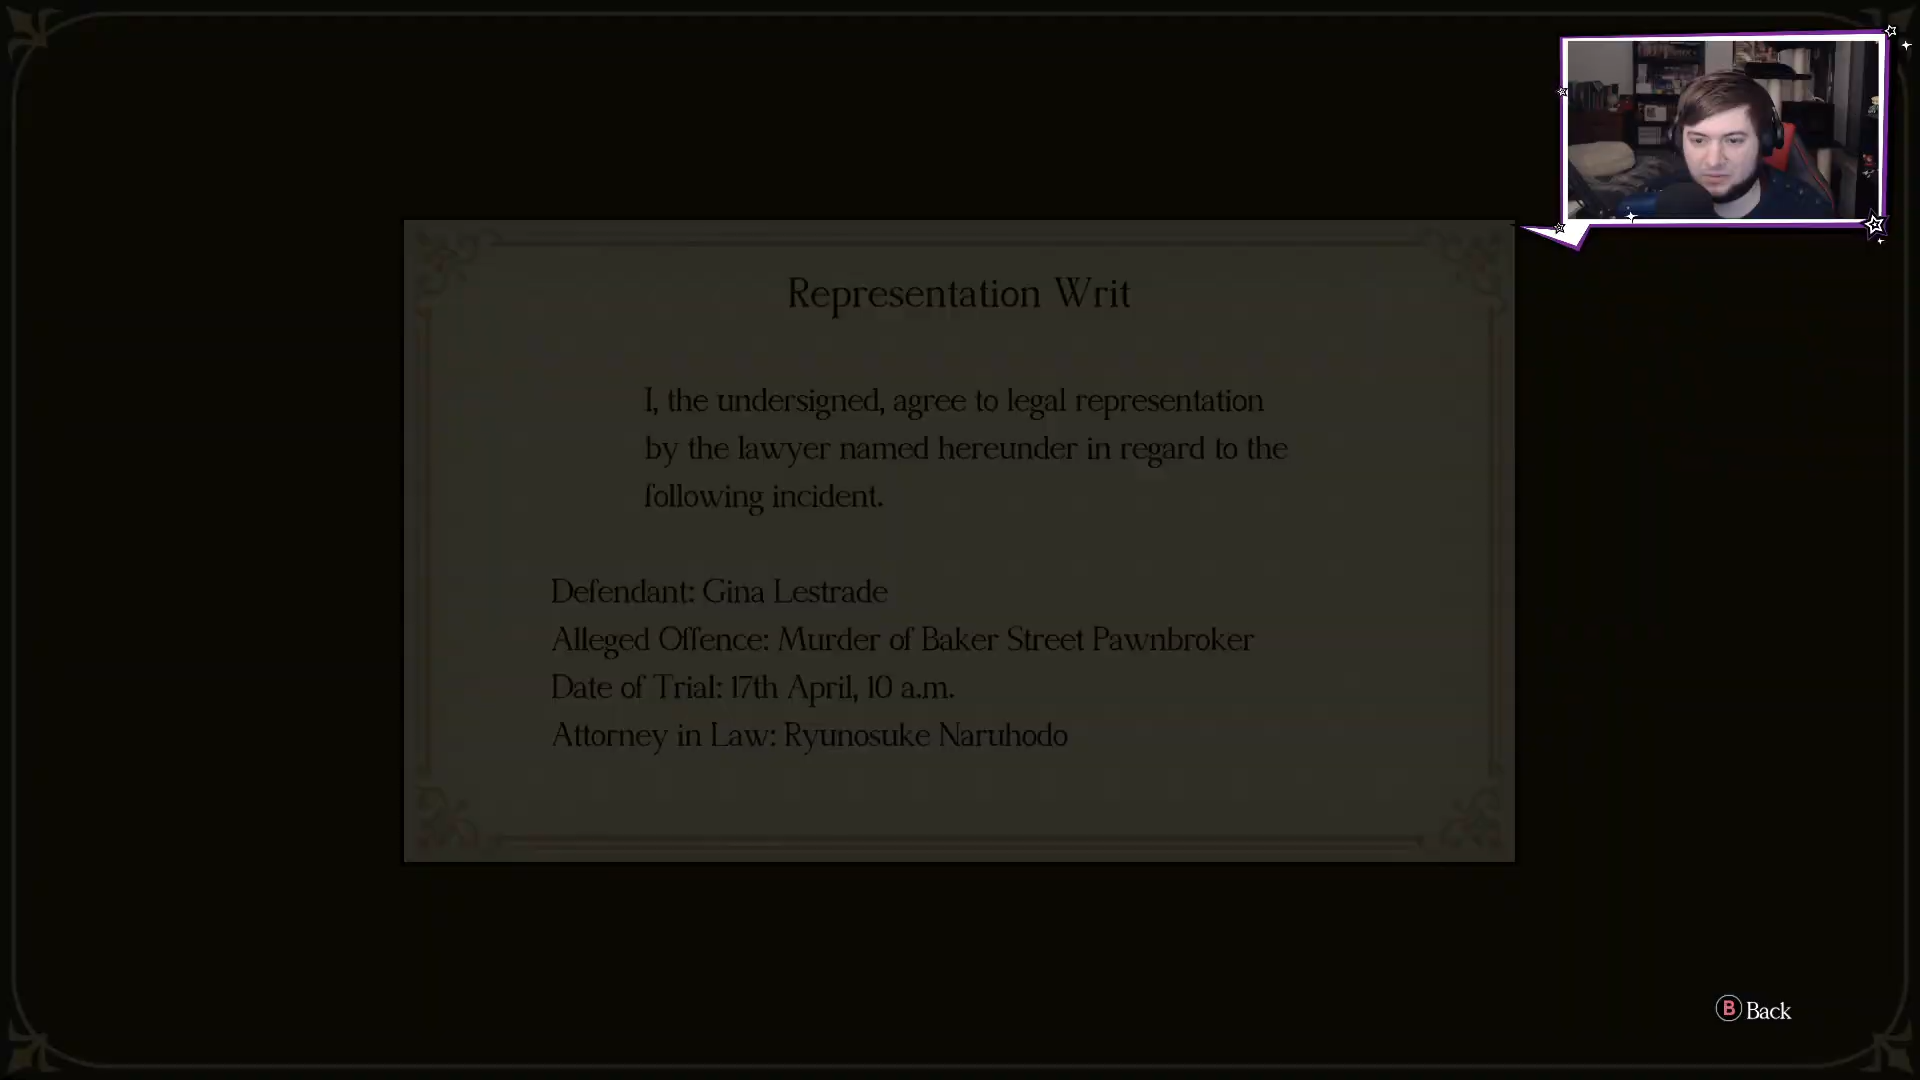 Representation Writ
I, the undersigned, agree to legal representation
by the lawyer named hereunder in regard to the
following incident.
Defendant: Gina Lestrade
Alleged Offence: Murder of Baker Street Pawnbroker
Date of Trial: 17th April, 10 a.m.
Attorney in Law: Ryunosuke Naruhodo
B Back